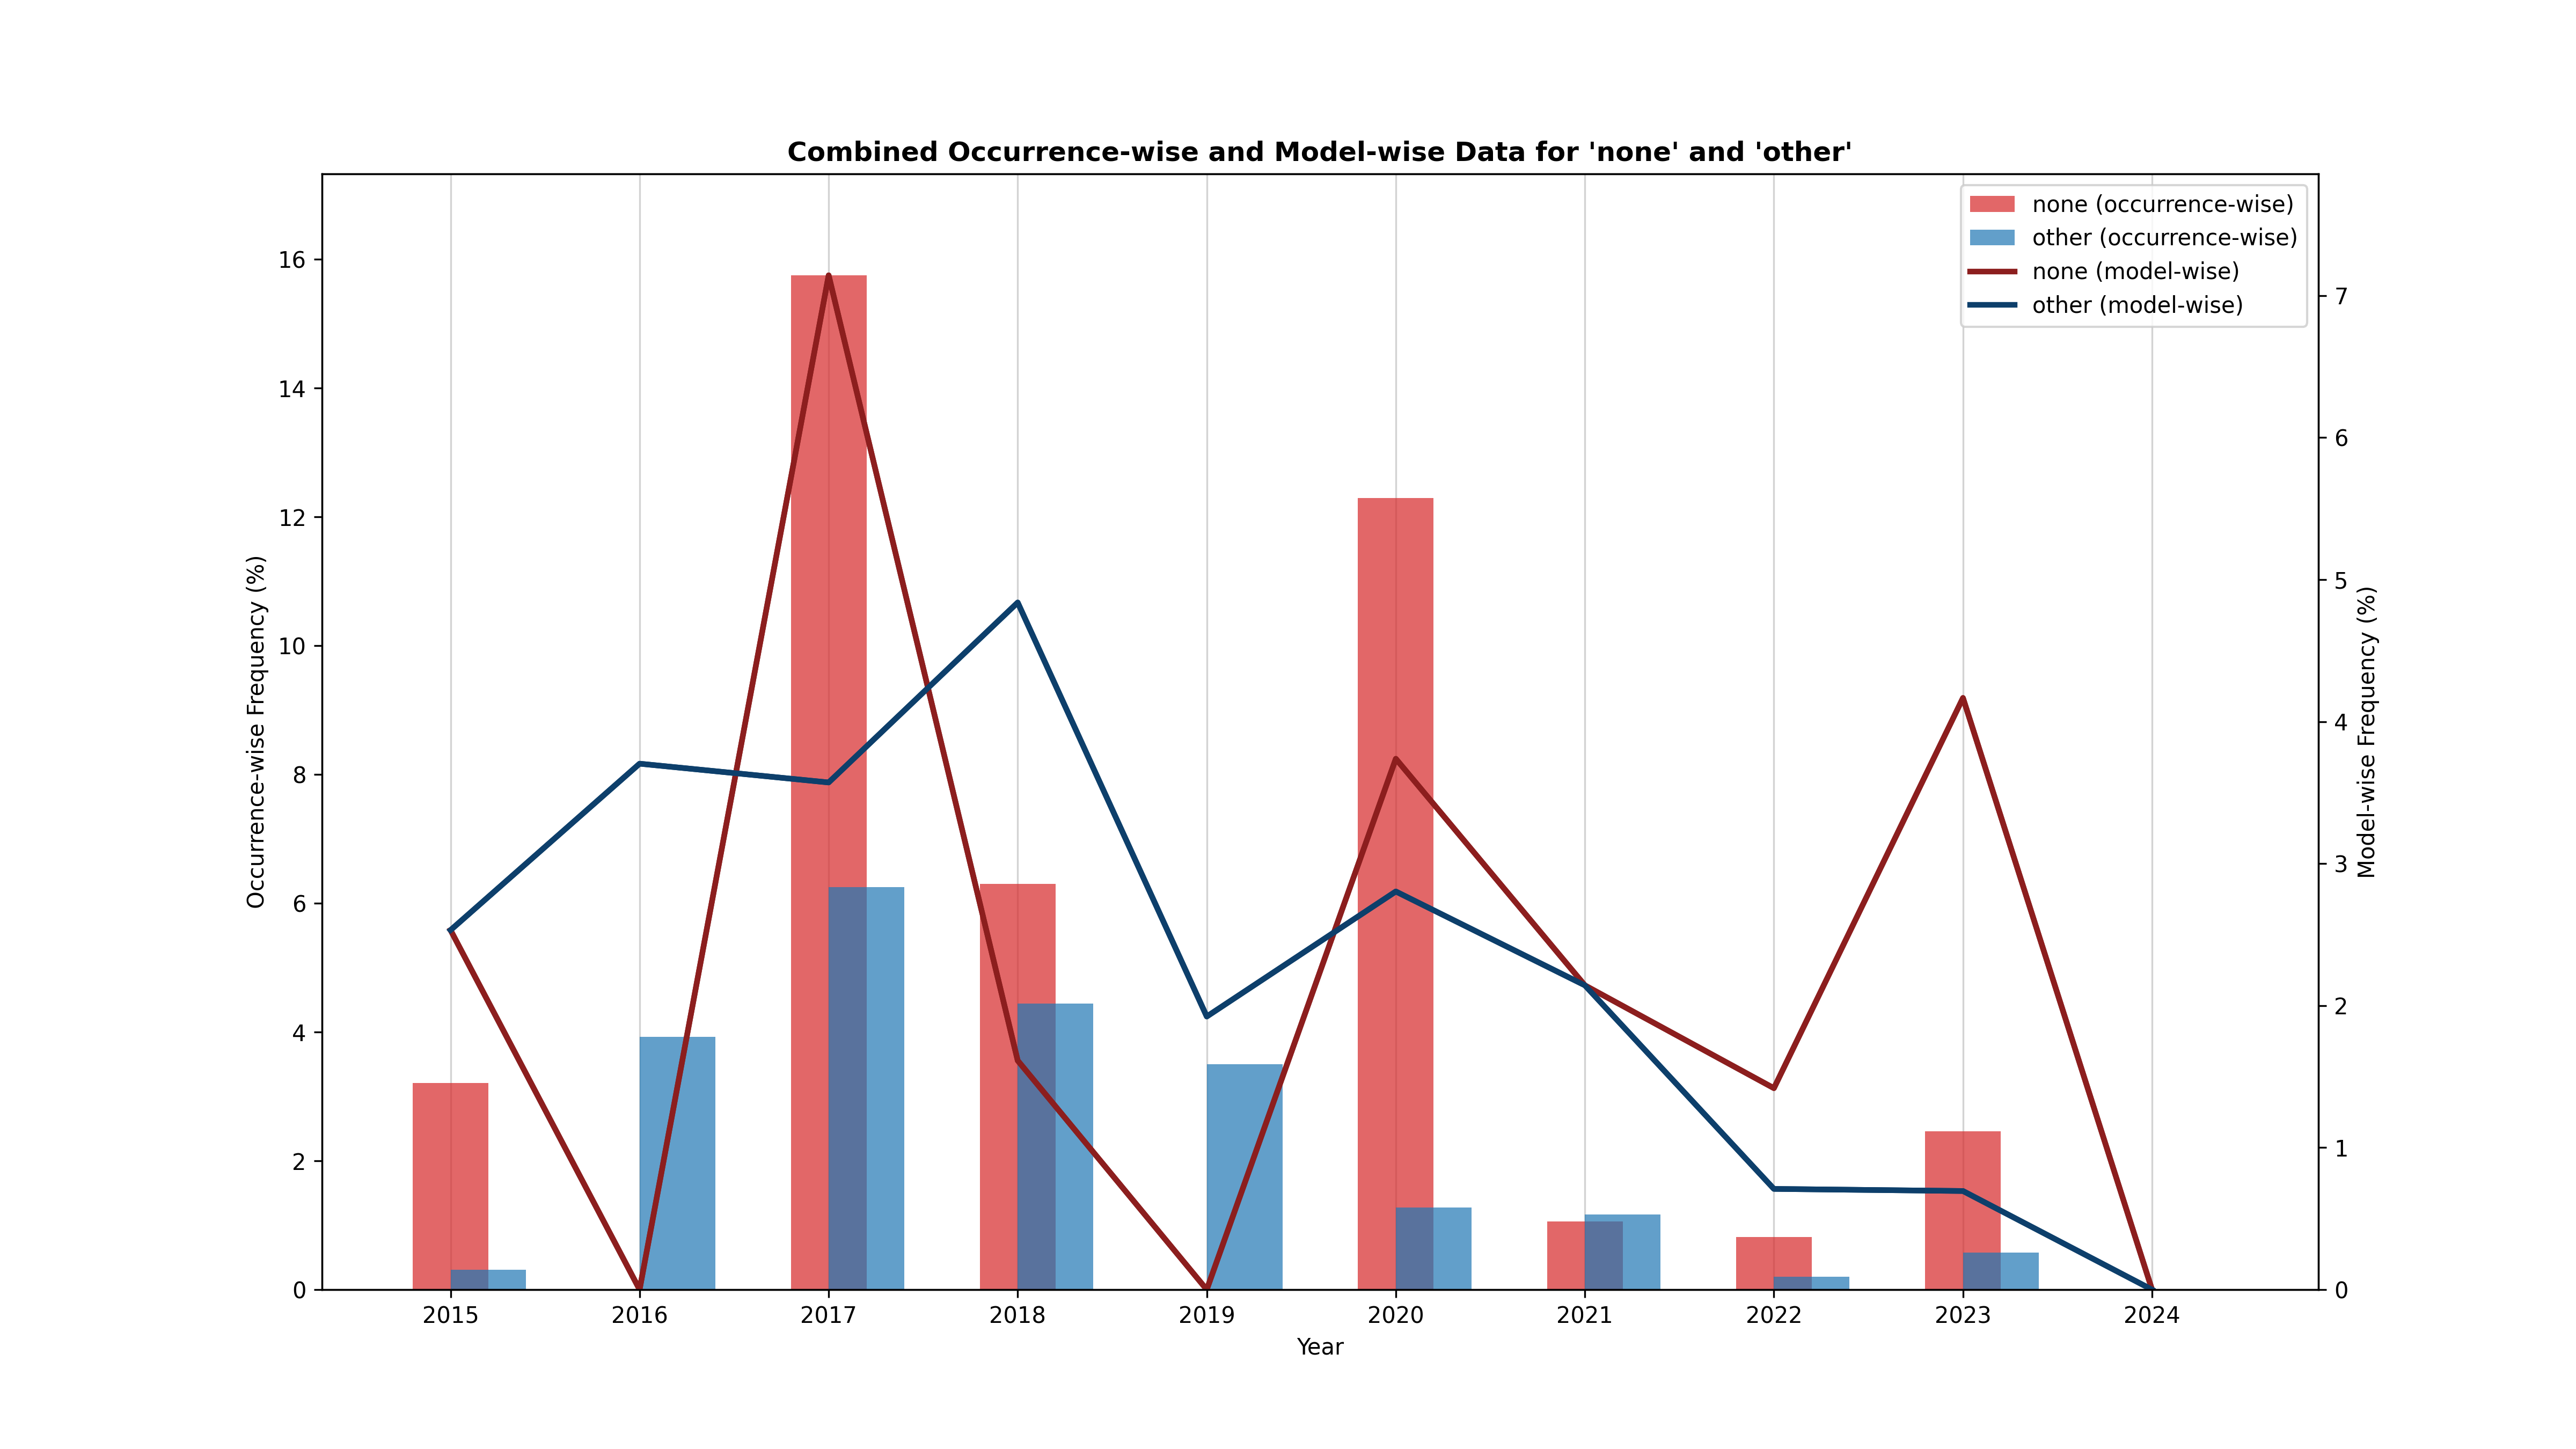 Combined Occurrence-wise and Model-wise Data for 'none' and 'other'
none (occurrence-wise)
other (occurrence-wise)
none (model-wise)
other (model-wise)
Occurrence-wise Frequency (%)
16
14
12
10
8
6
4
2
0
Model-wise Frequency (%)
7
6
5
4
3
2
1
0
2015 2016 2017 2018 2019 2020 2021 2022 2023 2024
Year